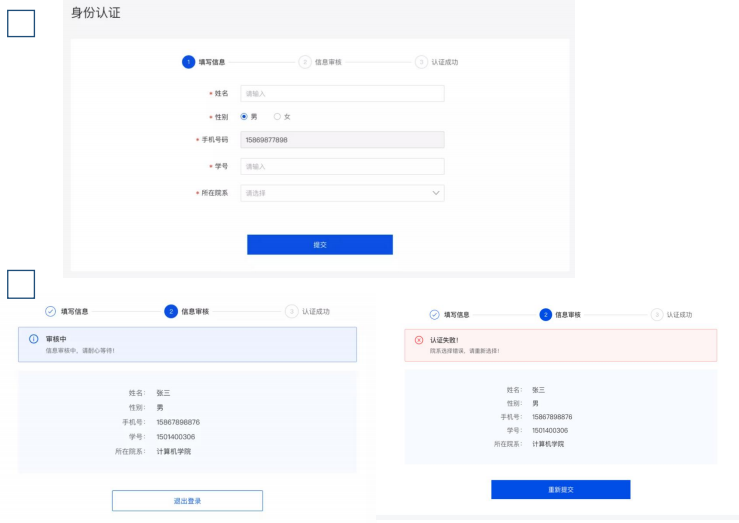 身份认证
1 填写信息 2 信息审核 3 认证成功
* 姓名 请输入
* 性别 男 女
* 手机号码 15869877898
* 学号 请输入
* 所在院系 请选择
提交
填写信息 2 信息审核 3 认证成功
审核中
信息审核中，请耐心等待！
姓名： 张三
性别： 男
手机号： 15867898876
学号： 1501400306
所在院系： 计算机学院
退出登录
填写信息 2 信息审核 3 认证成功
认证失败！
院系选择错误，请重新选择！
姓名： 张三
性别： 男
手机号： 15867898876
学号： 1501400306
所在院系： 计算机学院
重新提交